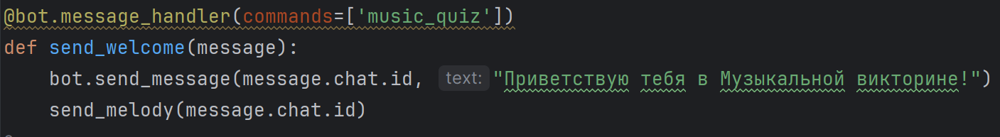 @bot.message_handler(commands=['music_quiz'])
def send_welcome(message):
    bot.send_message(message.chat.id, text: "Приветствую тебя в Музыкальной викторине!")
    send_melody(message.chat.id)